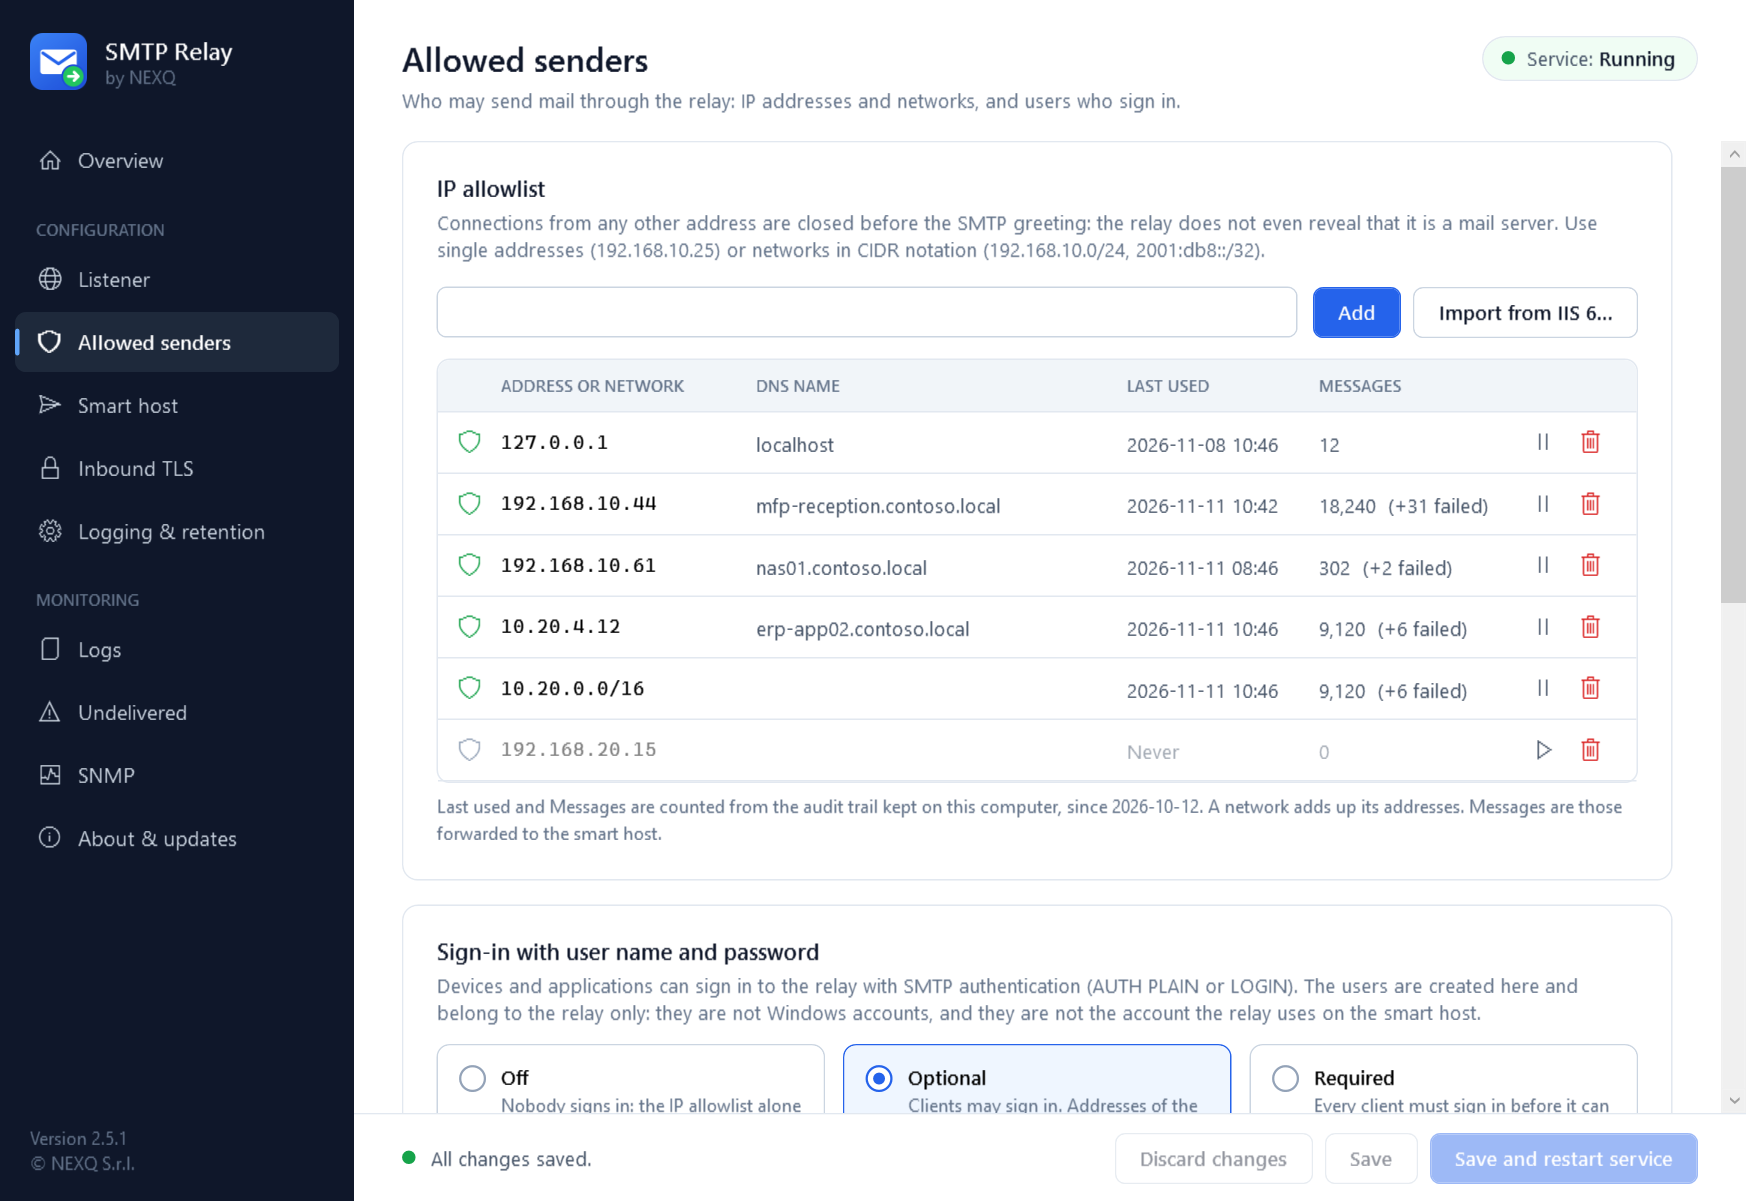 SMTP Relay
by NEXQ
Overview
CONFIGURATION
Listener
Allowed senders
Smart host
Inbound TLS
Logging & retention
MONITORING
Logs
Undelivered
SNMP
About & updates
Version 2.5.1
© NEXQ S.r.l.
Allowed senders
Service: Running
Who may send mail through the relay: IP addresses and networks, and users who sign in.
IP allowlist
Connections from any other address are closed before the SMTP greeting: the relay does not even reveal that it is a mail server. Use
single addresses (192.168.10.25) or networks in CIDR notation (192.168.10.0/24, 2001:db8::/32).
Add
Import from IIS 6...
ADDRESS OR NETWORK DNS NAME LAST USED MESSAGES
127.0.0.1 localhost 2026-11-08 10:46 12
192.168.10.44 mfp-reception.contoso.local 2026-11-11 10:42 18,240 (+31 failed)
192.168.10.61 nas01.contoso.local 2026-11-11 08:46 302 (+2 failed)
10.20.4.12 erp-app02.contoso.local 2026-11-11 10:46 9,120 (+6 failed)
10.20.0.0/16 2026-11-11 10:46 9,120 (+6 failed)
192.168.20.15 Never 0
Last used and Messages are counted from the audit trail kept on this computer, since 2026-10-12. A network adds up its addresses. Messages are those
forwarded to the smart host.
Sign-in with user name and password
Devices and applications can sign in to the relay with SMTP authentication (AUTH PLAIN or LOGIN). The users are created here and
belong to the relay only: they are not Windows accounts, and they are not the account the relay uses on the smart host.
Off
Nobody signs in: the IP allowlist alone
Optional
Clients may sign in. Addresses of the
Required
Every client must sign in before it can
All changes saved.
Discard changes
Save
Save and restart service